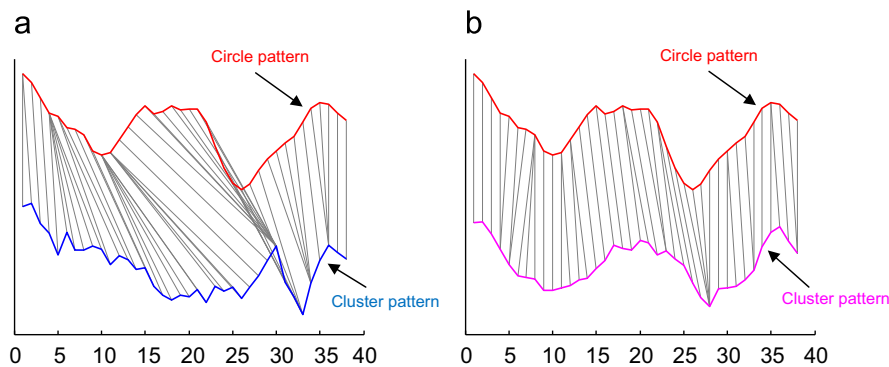 a
Circle pattern
Cluster pattern
0 5 10 15 20 25 30 35 40
b
Circle pattern
Cluster pattern
0 5 10 15 20 25 30 35 40